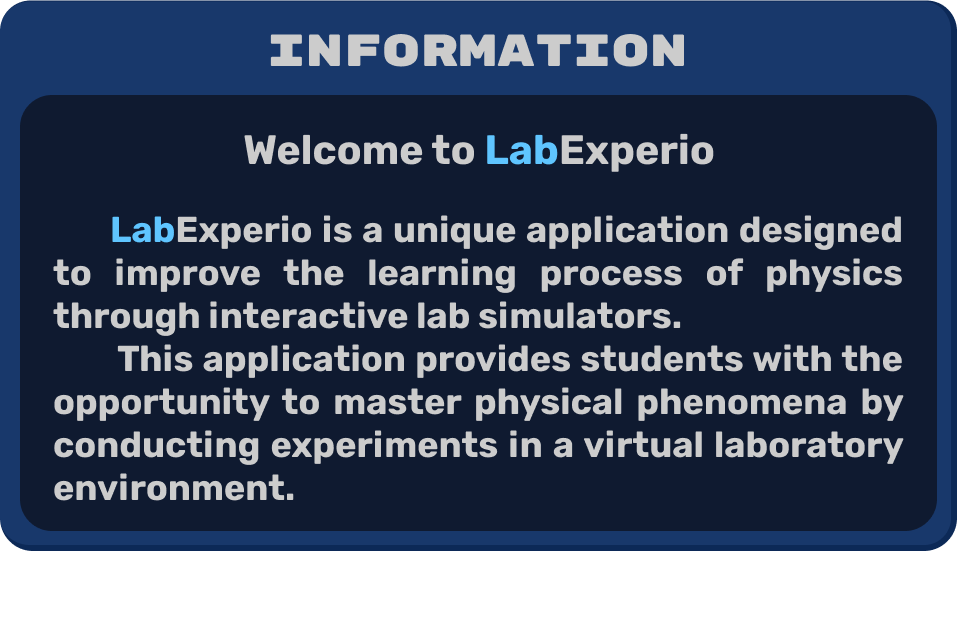 INFORMATION
Welcome to LabExperio
LabExperio is a unique application designed
to improve the learning process of physics
through interactive lab simulators.
This application provides students with the
opportunity to master physical phenomena by
conducting experiments in a virtual laboratory
environment.